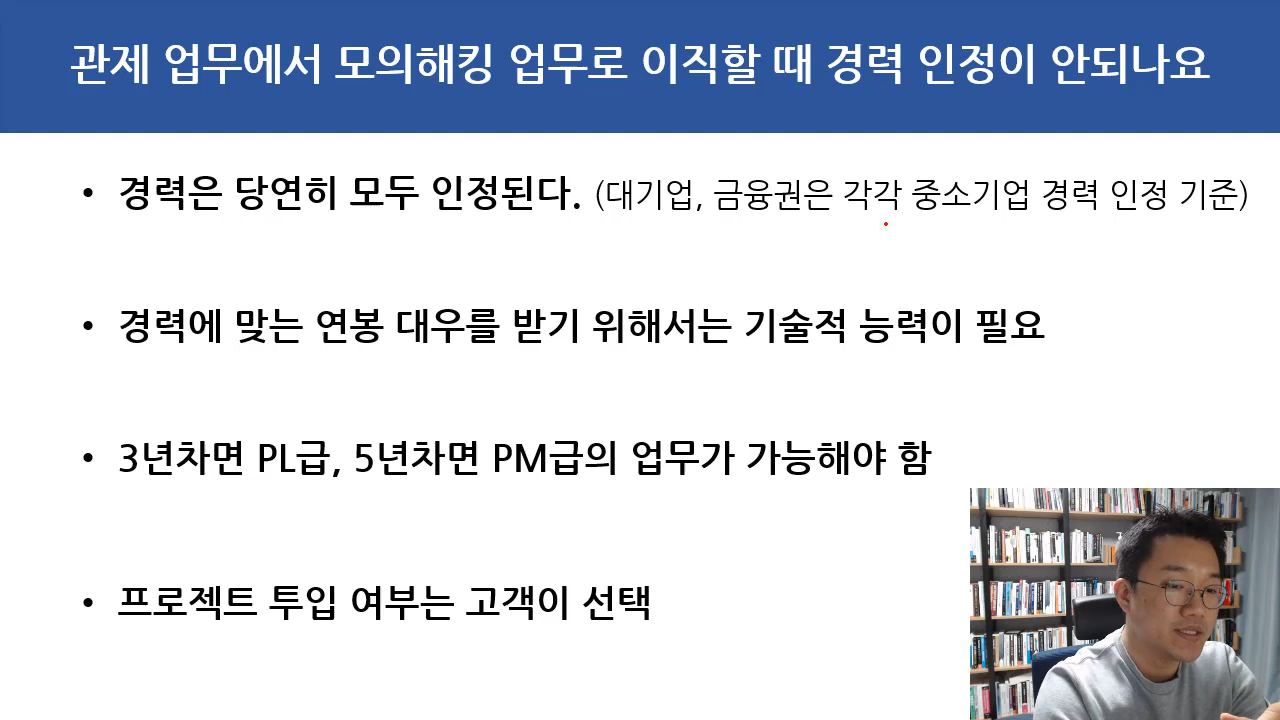 관제 업무에서 모의해킹 업무로 이직할 때 경력 인정이 안되나요
• 경력은 당연히 모두 인정된다. (대기업, 금융권은 각각 중소기업 경력 인정 기준)
• 경력에 맞는 연봉 대우를 받기 위해서는 기술적 능력이 필요
• 3년차면 PL급, 5년차면 PM급의 업무가 가능해야 함
• 프로젝트 투입 여부는 고객이 선택